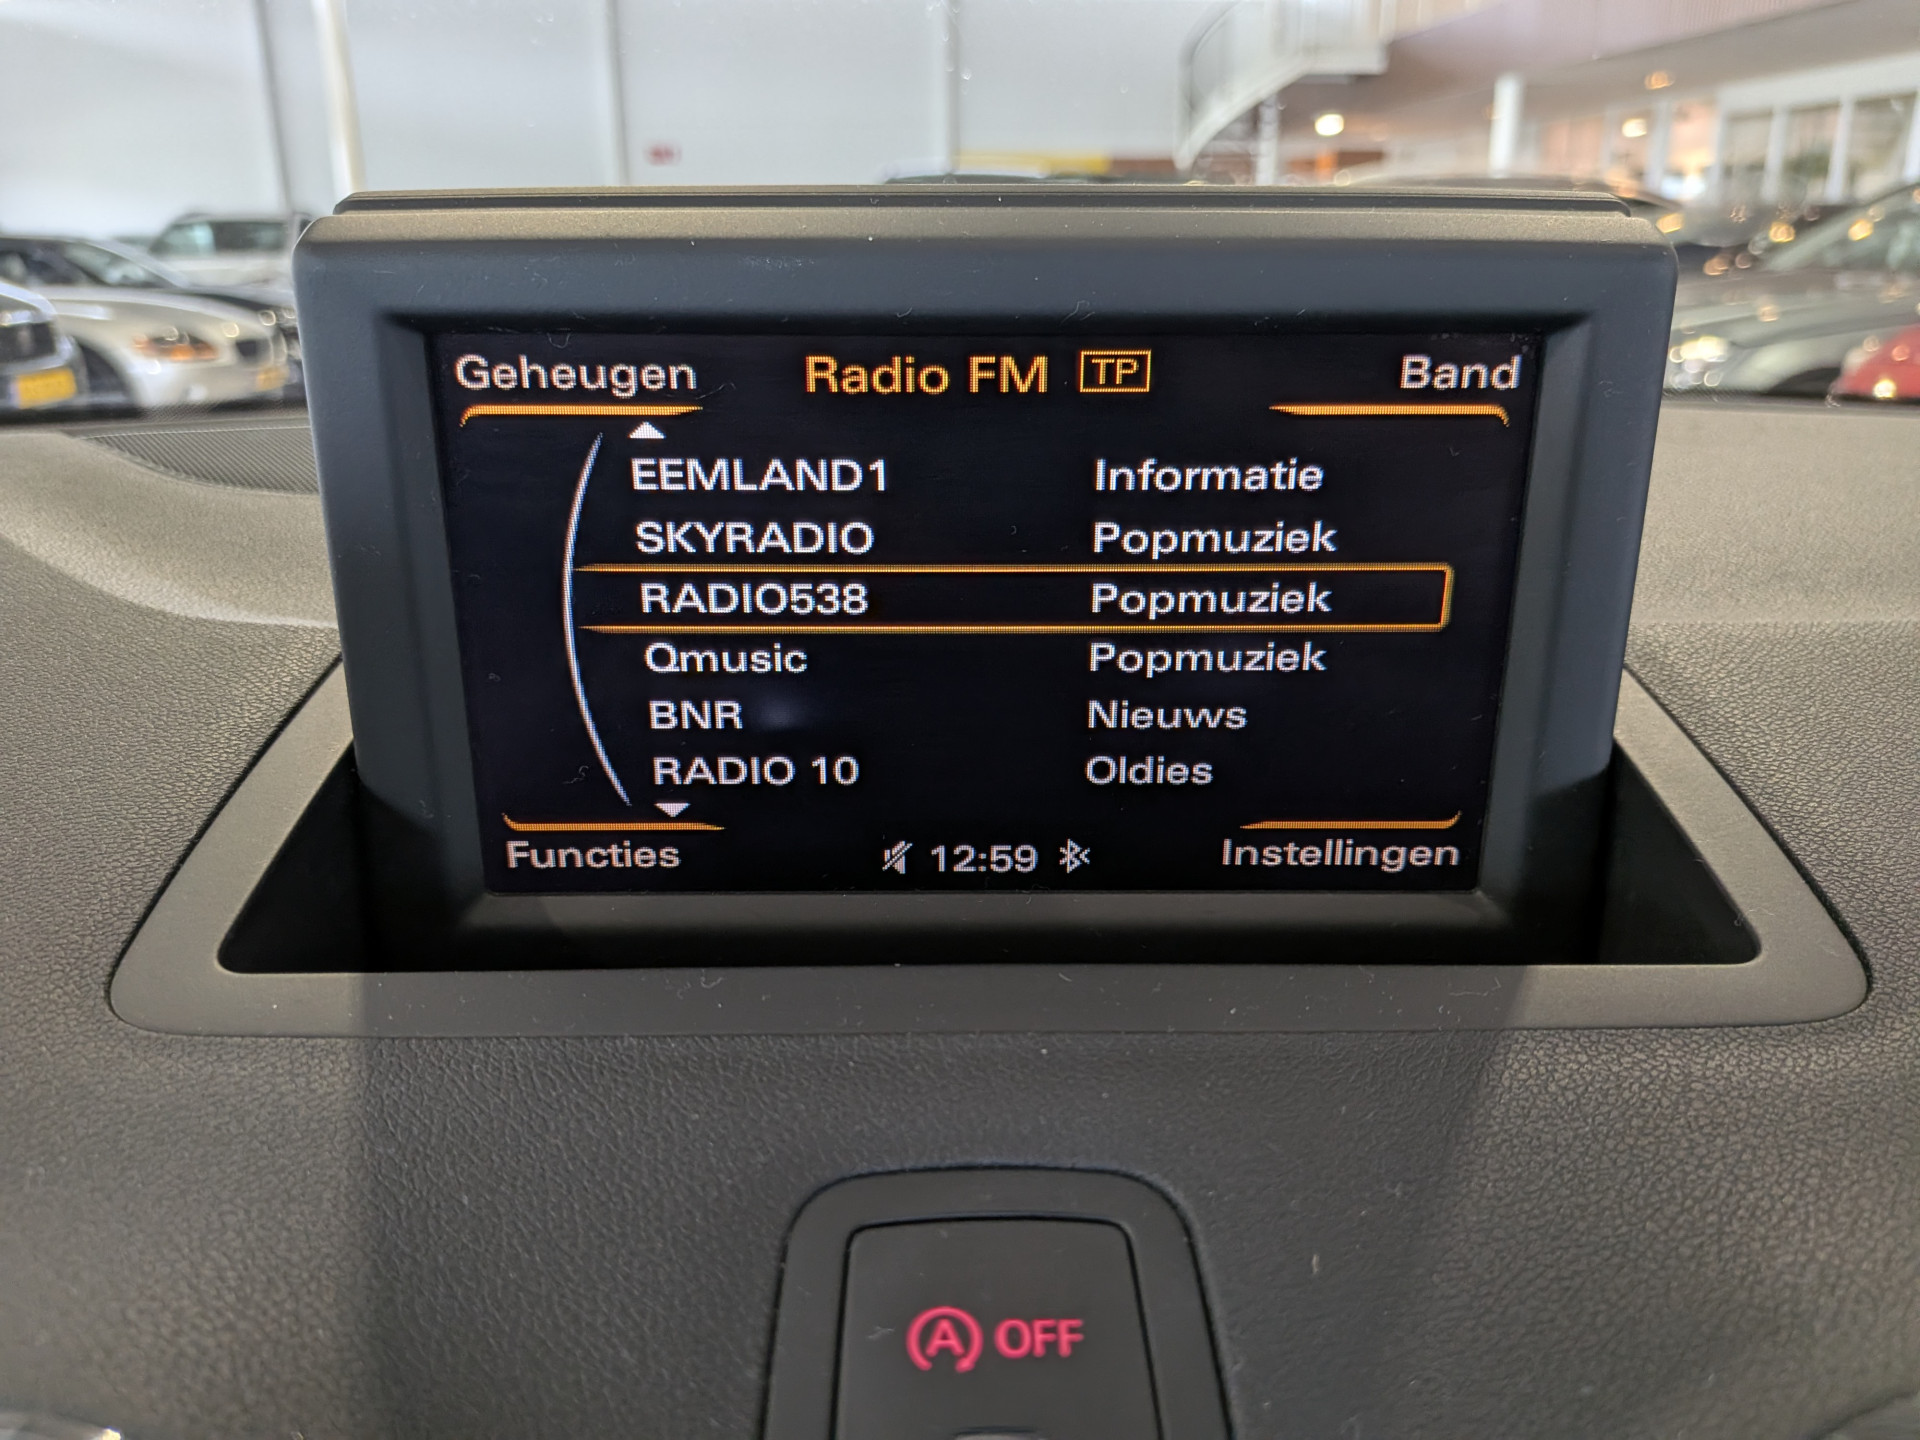 Geheugen Radio FM TP Band
EEMLAND1 Informatie
SKYRADIO Popmuziek
RADIO538 Popmuziek
Qmusic Popmuziek
BNR Nieuws
RADIO 10 Oldies
Functies 12:59 Instellingen
A OFF